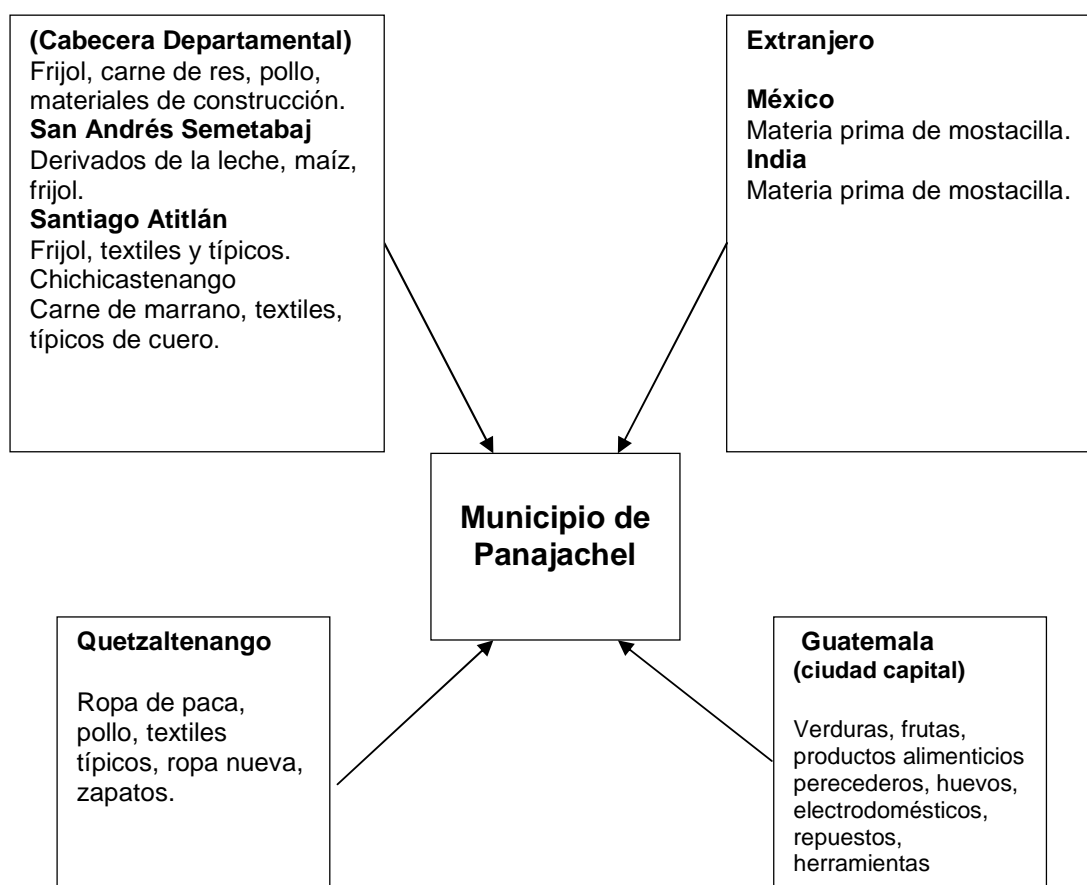 (Cabecera Departamental)
Frijol, carne de res, pollo,
materiales de construcción.
San Andrés Semetabaj
Derivados de la leche, maíz,
frijol.
Santiago Atitlán
Frijol, textiles y típicos.
Chichicastenango
Carne de marrano, textiles,
típicos de cuero.
Extranjero
México
Materia prima de mostacilla.
India
Materia prima de mostacilla.
Municipio de
Panajachel
Quetzaltenango
Ropa de paca,
pollo, textiles
típicos, ropa nueva,
zapatos.
Guatemala
(ciudad capital)
Verduras, frutas,
productos alimenticios
perecederos, huevos,
electrodomésticos,
repuestos,
herramientas